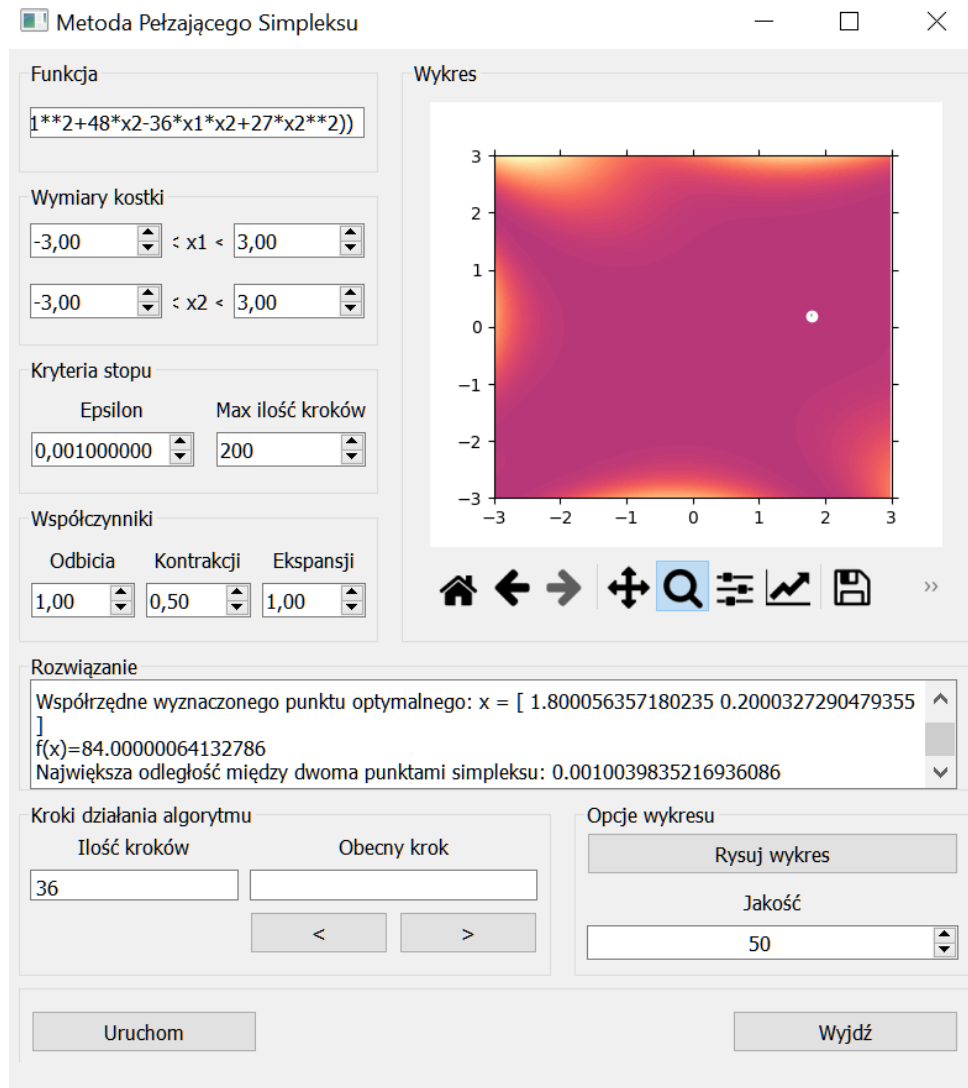 Metoda Pełzającego Simpleksu
Funkcja
1**2+48*x2-36*x1*x2+27*x2**2))
Wymiary kostki
-3,00 < x1 < 3,00
-3,00 < x2 < 3,00
Kryteria stopu
Epsilon Max ilość kroków
0,001000000 200
Współczynniki
Odbicia Kontrakcji Ekspansji
1,00 0,50 1,00
Wykres
3
2
1
0
−1
−2
−3
−3 −2 −1 0 1 2 3
Rozwiązanie
Współrzędne wyznaczonego punktu optymalnego: x = [ 1.800056357180235 0.2000327290479355
]
f(x)=84.00000064132786
Największa odległość między dwoma punktami simpleksu: 0.0010039835216936086
Kroki działania algorytmu
Ilość kroków Obecny krok
36
< >
Opcje wykresu
Rysuj wykres
Jakość
50
Uruchom Wyjdź